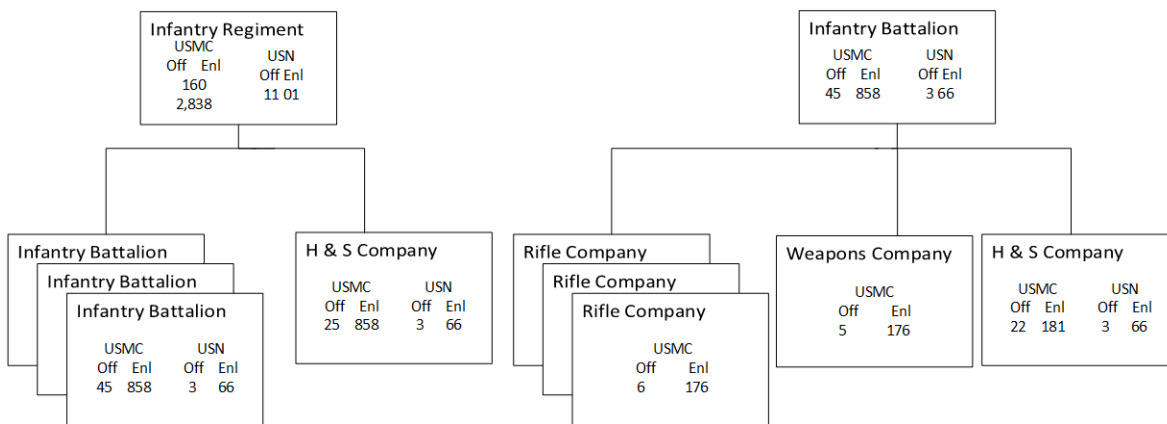 Infantry Regiment
USMC USN
Off Enl Off Enl
160 11 01
2,838
Infantry Battalion
Infantry Battalion
Infantry Battalion
USMC USN
Off Enl Off Enl
45 858 3 66
H & S Company
USMC USN
Off Enl Off Enl
25 858 3 66
Infantry Battalion
USMC USN
Off Enl Off Enl
45 858 3 66
Rifle Company
Rifle Company
Rifle Company
USMC
Off Enl
6 176
Weapons Company
USMC
Off Enl
5 176
H & S Company
USMC USN
Off Enl Off Enl
22 181 3 66